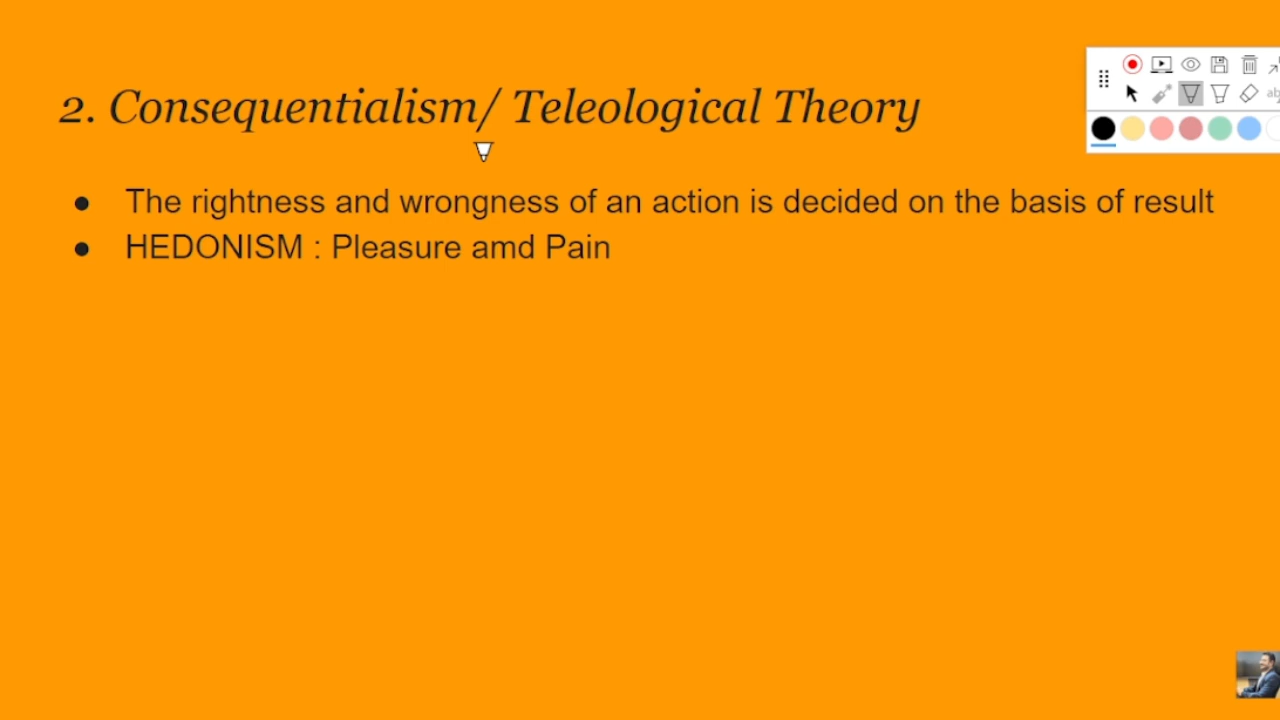 2. Consequentialism/ Teleological Theory
● The rightness and wrongness of an action is decided on the basis of result
● HEDONISM : Pleasure amd Pain
ab